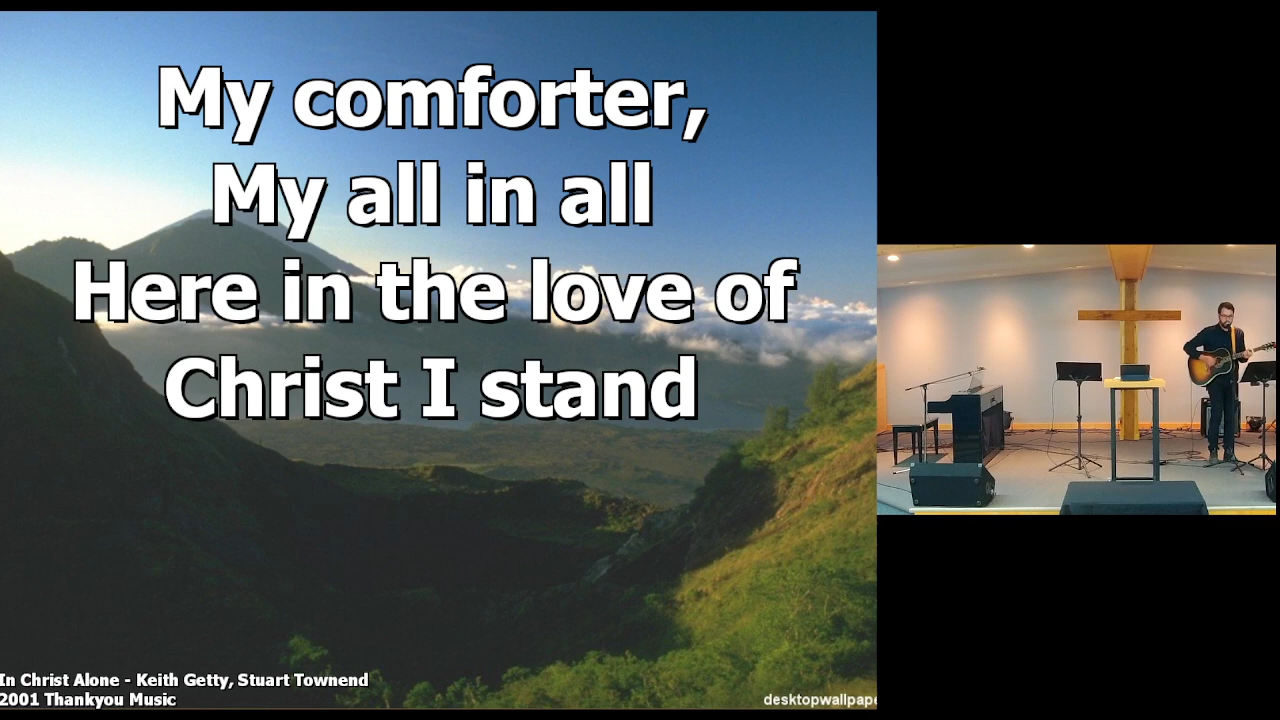 My comforter,
My all in all
Here in the love of
Christ I stand
In Christ Alone - Keith Getty, Stuart Townend
2001 Thankyou Music
desktopwallpape